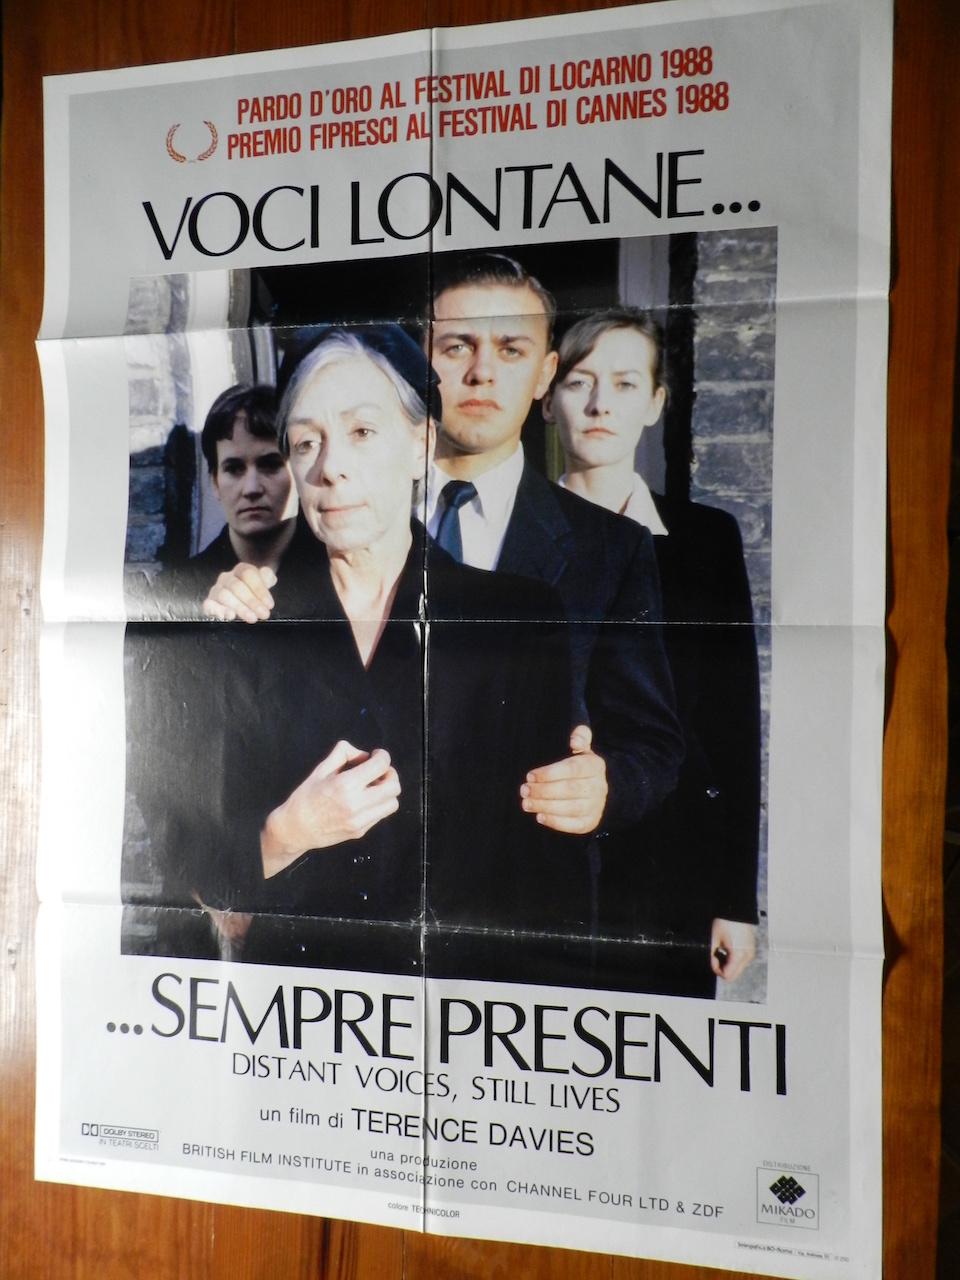 PARDO D'ORO AL FESTIVAL DI LOCARNO 1988
PREMIO FIPRESCI AL FESTIVAL DI CANNES 1988
VOCI LONTANE...
...SEMPRE PRESENTI
DISTANT VOICES, STILL LIVES
un film di TERENCE DAVIES
una produzione
BRITISH FILM INSTITUTE in associazione con CHANNEL FOUR LTD & ZDF
colore TECHNICOLOR
DOLBY STEREO
IN TEATRI SCELTI
DISTRIBUZIONE
MIKADO
FILM